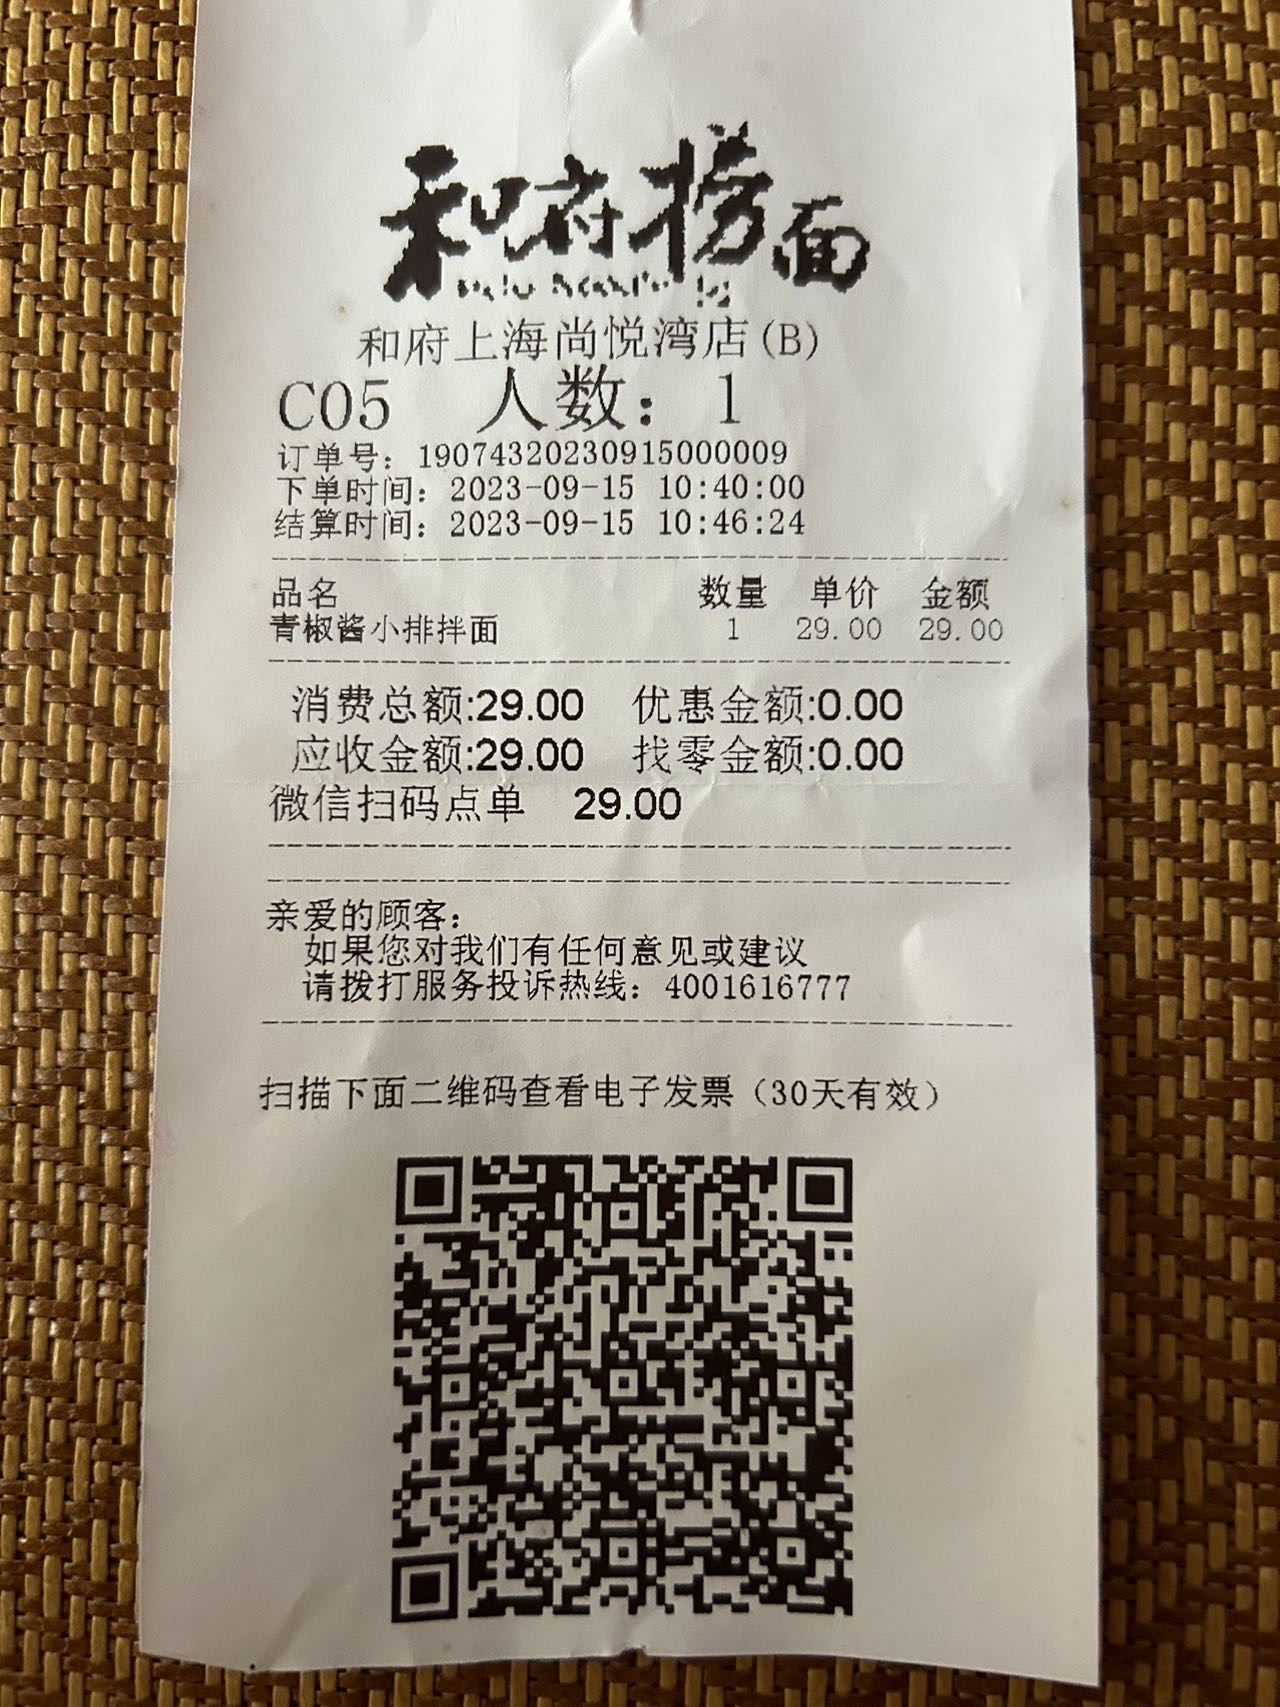 和府捞面
和府上海尚悦湾店(B)
C05 人数：1
订单号：19074320230915000009
下单时间：2023-09-15 10:40:00
结算时间：2023-09-15 10:46:24
品名 数量 单价 金额
青椒酱小排拌面 1 29.00 29.00
消费总额:29.00 优惠金额:0.00
应收金额:29.00 找零金额:0.00
微信扫码点单 29.00
亲爱的顾客：
如果您对我们有任何意见或建议
请拨打服务投诉热线：4001616777
扫描下面二维码查看电子发票（30天有效）